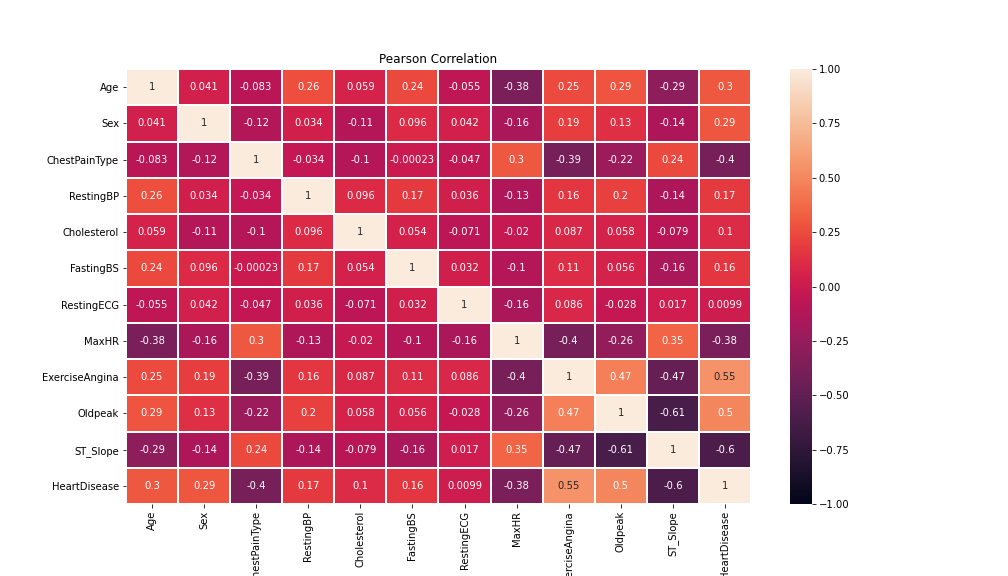 Pearson Correlation
Age 1 0.041 -0.083 0.26 0.059 0.24 -0.055 -0.38 0.25 0.29 -0.29 0.3
Sex 0.041 1 -0.12 0.034 -0.11 0.096 0.042 -0.16 0.19 0.13 -0.14 0.29
ChestPainType -0.083 -0.12 1 -0.034 -0.1 -0.00023 -0.047 0.3 -0.39 -0.22 0.24 -0.4
RestingBP 0.26 0.034 -0.034 1 0.096 0.17 0.036 -0.13 0.16 0.2 -0.14 0.17
Cholesterol 0.059 -0.11 -0.1 0.096 1 0.054 -0.071 -0.02 0.087 0.058 -0.079 0.1
FastingBS 0.24 0.096 -0.00023 0.17 0.054 1 0.032 -0.1 0.11 0.056 -0.16 0.16
RestingECG -0.055 0.042 -0.047 0.036 -0.071 0.032 1 -0.16 0.086 -0.028 0.017 0.0099
MaxHR -0.38 -0.16 0.3 -0.13 -0.02 -0.1 -0.16 1 -0.4 -0.26 0.35 -0.38
ExerciseAngina 0.25 0.19 -0.39 0.16 0.087 0.11 0.086 -0.4 1 0.47 -0.47 0.55
Oldpeak 0.29 0.13 -0.22 0.2 0.058 0.056 -0.028 -0.26 0.47 1 -0.61 0.5
ST_Slope -0.29 -0.14 0.24 -0.14 -0.079 -0.16 0.017 0.35 -0.47 -0.61 1 -0.6
HeartDisease 0.3 0.29 -0.4 0.17 0.1 0.16 0.0099 -0.38 0.55 0.5 -0.6 1
Age
Sex
hestPainType
RestingBP
Cholesterol
FastingBS
RestingECG
MaxHR
erciseAngina
Oldpeak
ST_Slope
HeartDisease
1.00
0.75
0.50
0.25
0.00
−0.25
−0.50
−0.75
−1.00